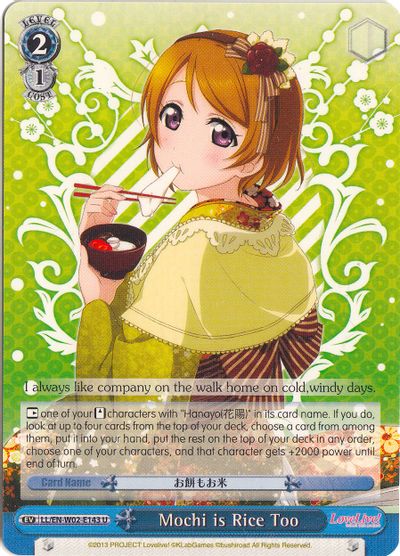 LEVEL
2
1
COST
I always like company on the walk home on cold,windy days.
one of your characters with "Hanayo(花陽)" in its card name. If you do,
look at up to four cards from the top of your deck, choose a card from among
them, put it into your hand, put the rest on the top of your deck in any order,
choose one of your characters, and that character gets +2000 power until
end of turn.
Card Name お餅もお米
EV LL/EN-W02-E143 U Mochi is Rice Too LoveLive!
©2013 PROJECT Lovelive! ©KLabGames ©bushiroad All Rights Reserved.